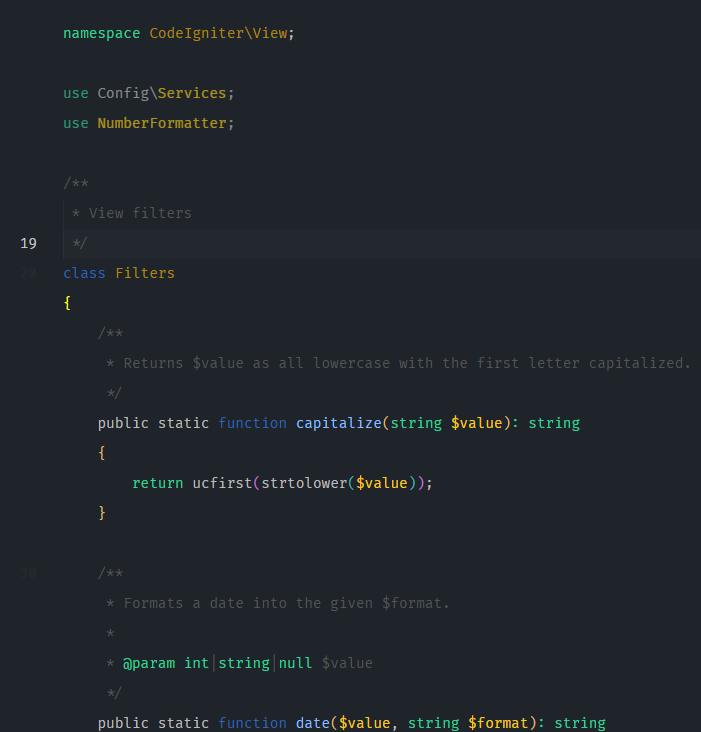 namespace CodeIgniter\View;
use Config\Services;
use NumberFormatter;
/**
* View filters
19 */
20 class Filters
{
/**
* Returns $value as all lowercase with the first letter capitalized.
*/
public static function capitalize(string $value): string
{
return ucfirst(strtolower($value));
}
30 /**
* Formats a date into the given $format.
*
* @param int|string|null $value
*/
public static function date($value, string $format): string